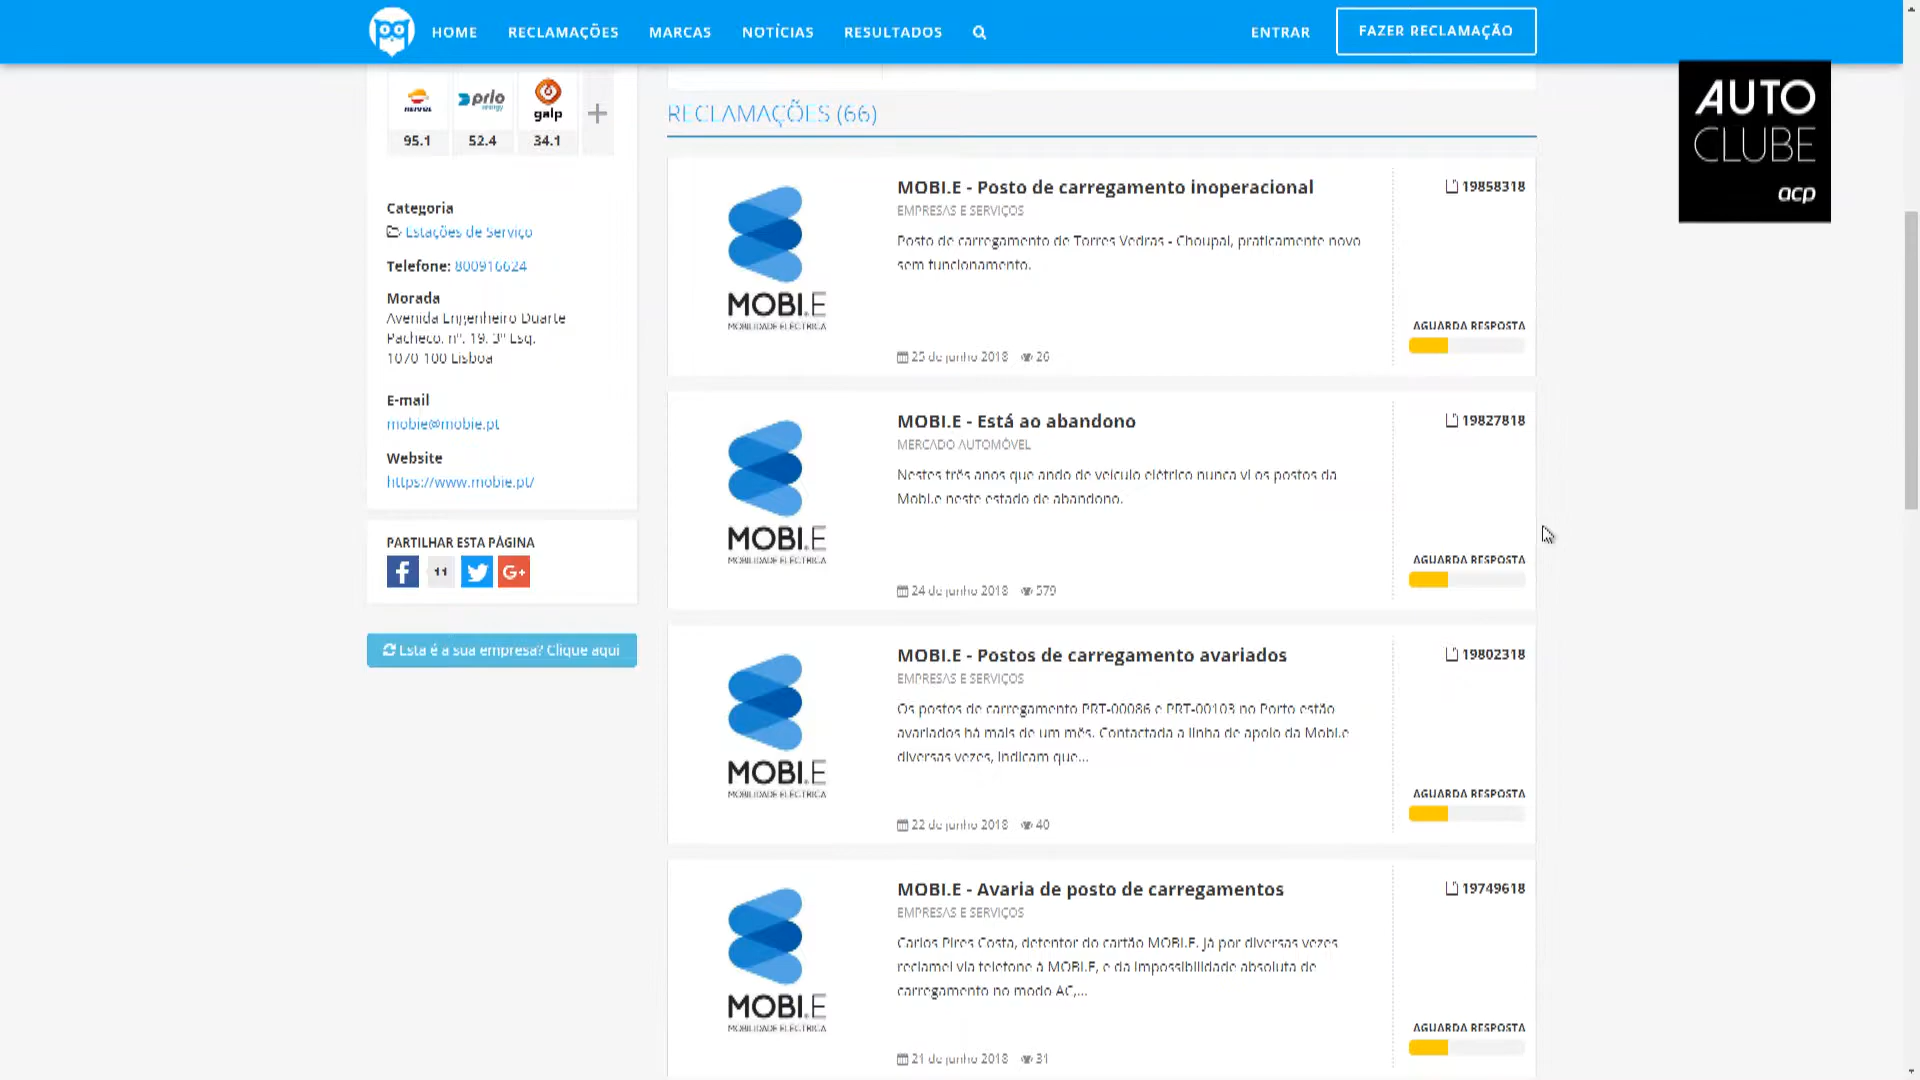 HOME RECLAMAÇÕES MARCAS NOTÍCIAS RESULTADOS ENTRAR FAZER RECLAMAÇÃO
AUTO
CLUBE
acp
REPSOL prio energy galp
95.1 52.4 34.1
Categoria
Estações de Serviço
Telefone: 800916624
Morada
Avenida Engenheiro Duarte
Pacheco, nº. 19, 3º Esq.
1070 100 Lisboa
E-mail
mobie@mobie.pt
Website
https://www.mobie.pt/
PARTILHAR ESTA PÁGINA
f 11 G+
Esta é a sua empresa? Clique aqui
RECLAMAÇÕES (66)
MOBI.E
MOBILIDADE ELÉCTRICA
MOBI.E - Posto de carregamento inoperacional
EMPRESAS E SERVIÇOS
Posto de carregamento de Torres Vedras - Choupal, praticamente novo
sem funcionamento.
25 de junho 2018 26
19858318
AGUARDA RESPOSTA
MOBI.E
MOBILIDADE ELÉCTRICA
MOBI.E - Está ao abandono
MERCADO AUTOMÓVEL
Nestes três anos que ando de veículo elétrico nunca vi os postos da
Mobi.e neste estado de abandono.
24 de junho 2018 579
19827818
AGUARDA RESPOSTA
MOBI.E
MOBILIDADE ELÉCTRICA
MOBI.E - Postos de carregamento avariados
EMPRESAS E SERVIÇOS
Os postos de carregamento PRT-00086 e PRT-00103 no Porto estão
avariados há mais de um mês. Contactada a linha de apoio da Mobi.e
diversas vezes, indicam que...
22 de junho 2018 40
19802318
AGUARDA RESPOSTA
MOBI.E
MOBILIDADE ELÉCTRICA
MOBI.E - Avaria de posto de carregamentos
EMPRESAS E SERVIÇOS
Carlos Pires Costa, detentor do cartão MOBI.E. Já por diversas vezes
reclamei via telefone à MOBI.E, e da impossibilidade absoluta de
carregamento no modo AC,...
21 de junho 2018 31
19749618
AGUARDA RESPOSTA